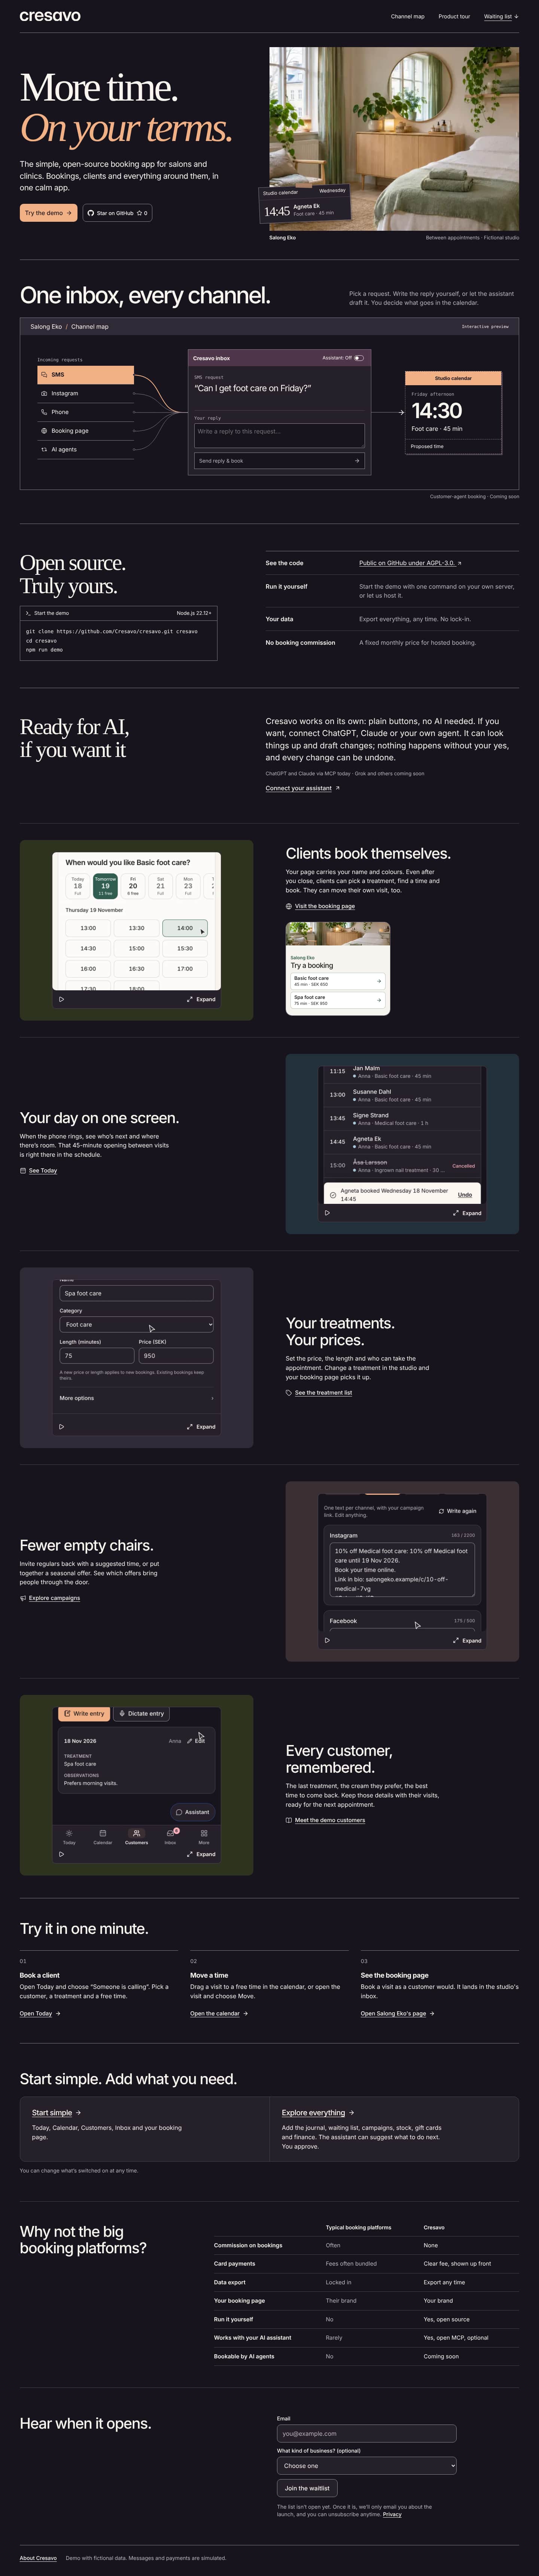 cresavo
Channel map
Product tour
Waiting list ↓
More time.
On your terms.
The simple, open-source booking app for salons and
clinics. Bookings, clients and everything around them, in
one calm app.
Try the demo →
Star on GitHub ☆ 0
Studio calendar
Wednesday
14:45
Agneta Ek
Foot care · 45 min
Salong Eko
Between appointments · Fictional studio
One inbox, every channel.
Pick a request. Write the reply yourself, or let the assistant
draft it. You decide what goes in the calendar.
Salong Eko / Channel map
Interactive preview
Incoming requests
SMS
Instagram
Phone
Booking page
AI agents
Cresavo inbox
Assistant: Off
SMS request
“Can I get foot care on Friday?”
Your reply
Write a reply to this request…
Send reply & book →
Studio calendar
Friday afternoon
14:30
Foot care · 45 min
Proposed time
Customer-agent booking · Coming soon
Open source.
Truly yours.
Start the demo
Node.js 22.12+
git clone https://github.com/Cresavo/cresavo.git cresavo
cd cresavo
npm run demo
See the code
Public on GitHub under AGPL-3.0. ↗
Run it yourself
Start the demo with one command on your own server,
or let us host it.
Your data
Export everything, any time. No lock-in.
No booking commission
A fixed monthly price for hosted booking.
Ready for AI,
if you want it
Cresavo works on its own: plain buttons, no AI needed. If you
want, connect ChatGPT, Claude or your own agent. It can look
things up and draft changes; nothing happens without your yes,
and every change can be undone.
ChatGPT and Claude via MCP today · Grok and others coming soon
Connect your assistant ↗
When would you like Basic foot care?
Today
18
Full
Tomorrow
19
11 free
Fri
20
8 free
Sat
21
Full
Mon
23
Full
Thursday 19 November
13:00
13:30
14:00
14:30
15:00
15:30
16:00
16:30
17:00
17:30
18:00
Expand
Clients book themselves.
Your page carries your name and colours. Even after
you close, clients can pick a treatment, find a time and
book. They can move their own visit, too.
Visit the booking page
Salong Eko
Try a booking
Basic foot care
45 min · SEK 650
Spa foot care
75 min · SEK 950
Your day on one screen.
When the phone rings, see who’s next and where
there’s room. That 45-minute opening between visits
is right there in the schedule.
See Today
11:15
Jan Malm
Anna · Basic foot care · 45 min
13:00
Susanne Dahl
Anna · Basic foot care · 45 min
13:45
Signe Strand
Anna · Medical foot care · 1 h
14:45
Agneta Ek
Anna · Basic foot care · 45 min
15:00
Åsa Larsson
Anna · Ingrown nail treatment · 30 ...
Cancelled
Agneta booked Wednesday 18 November
14:45
Undo
Expand
Name
Spa foot care
Category
Foot care
Length (minutes)
Price (SEK)
75
950
A new price or length applies to new bookings. Existing bookings keep
theirs.
More options
Expand
Your treatments.
Your prices.
Set the price, the length and who can take the
appointment. Change a treatment in the studio and
your booking page picks it up.
See the treatment list
Fewer empty chairs.
Invite regulars back with a suggested time, or put
together a seasonal offer. See which offers bring
people through the door.
Explore campaigns
One text per channel, with your campaign
link. Edit anything.
Write again
Instagram
163 / 2200
10% off Medical foot care: 10% off Medical foot
care until 19 Nov 2026.
Book your time online.
Link in bio: salongeko.example/c/10-off-
medical-7vg
Facebook
Expand
Write entry
Dictate entry
18 Nov 2026
Anna
Edit
TREATMENT
Spa foot care
OBSERVATIONS
Prefers morning visits.
Assistant
Today
Calendar
Customers
Inbox
More
Expand
Every customer,
remembered.
The last treatment, the cream they prefer, the best
time to come back. Keep those details with their visits,
ready for the next appointment.
Meet the demo customers
Try it in one minute.
01
Book a client
Open Today and choose “Someone is calling”. Pick a
customer, a treatment and a free time.
Open Today →
02
Move a time
Drag a visit to a free time in the calendar, or open the
visit and choose Move.
Open the calendar →
03
See the booking page
Book a visit as a customer would. It lands in the studio's
inbox.
Open Salong Eko's page →
Start simple. Add what you need.
Start simple →
Today, Calendar, Customers, Inbox and your booking
page.
Explore everything →
Add the journal, waiting list, campaigns, stock, gift cards
and finance. The assistant can suggest what to do next.
You approve.
You can change what’s switched on at any time.
Why not the big
booking platforms?
Typical booking platforms
Cresavo
Commission on bookings
Often
None
Card payments
Fees often bundled
Clear fee, shown up front
Data export
Locked in
Export any time
Your booking page
Their brand
Your brand
Run it yourself
No
Yes, open source
Works with your AI assistant
Rarely
Yes, open MCP, optional
Bookable by AI agents
No
Coming soon
Hear when it opens.
Email
you@example.com
What kind of business? (optional)
Choose one
Join the waitlist
The list isn’t open yet. Once it is, we’ll only email you about the
launch, and you can unsubscribe anytime. Privacy
About Cresavo
Demo with fictional data. Messages and payments are simulated.